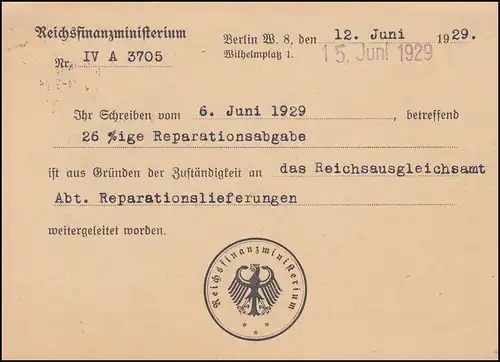 Reichsfinanzministerium
Nr. IV A 3705
Berlin W. 8, den 12. Juni 1929.
Wilhelmplatz 1.
15. Juni 1929
Ihr Schreiben vom 6. Juni 1929, betreffend
26 %ige Reparationsabgabe
ist aus Gründen der Zuständigkeit an das Reichsausgleichsamt
Abt. Reparationslieferungen
weitergeleitet worden.
Reichsfinanzministerium